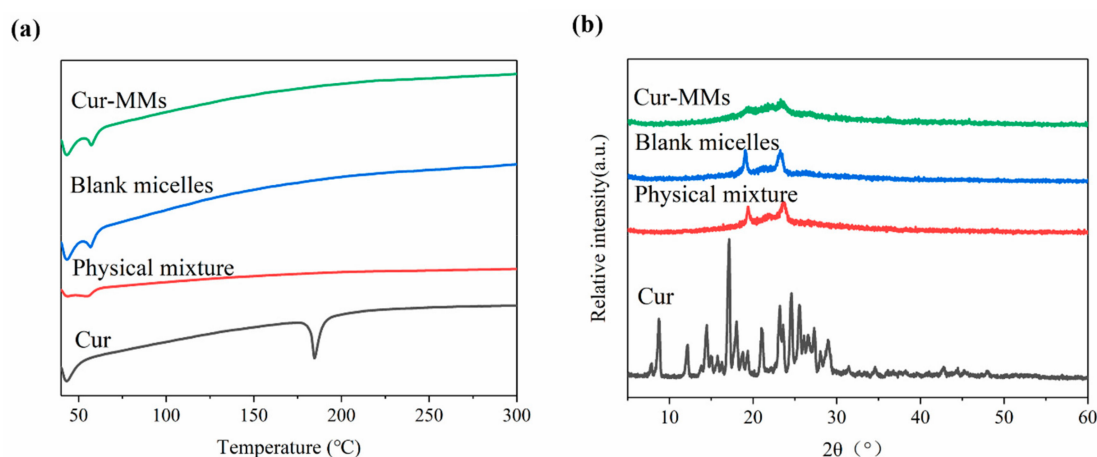 (a)
Cur-MMs
Blank micelles
Physical mixture
Cur
50 100 150 200 250 300
Temperature (℃)
(b)
Relative intensity(a.u.)
Cur-MMs
Blank micelles
Physical mixture
Cur
10 20 30 40 50 60
2θ （°）